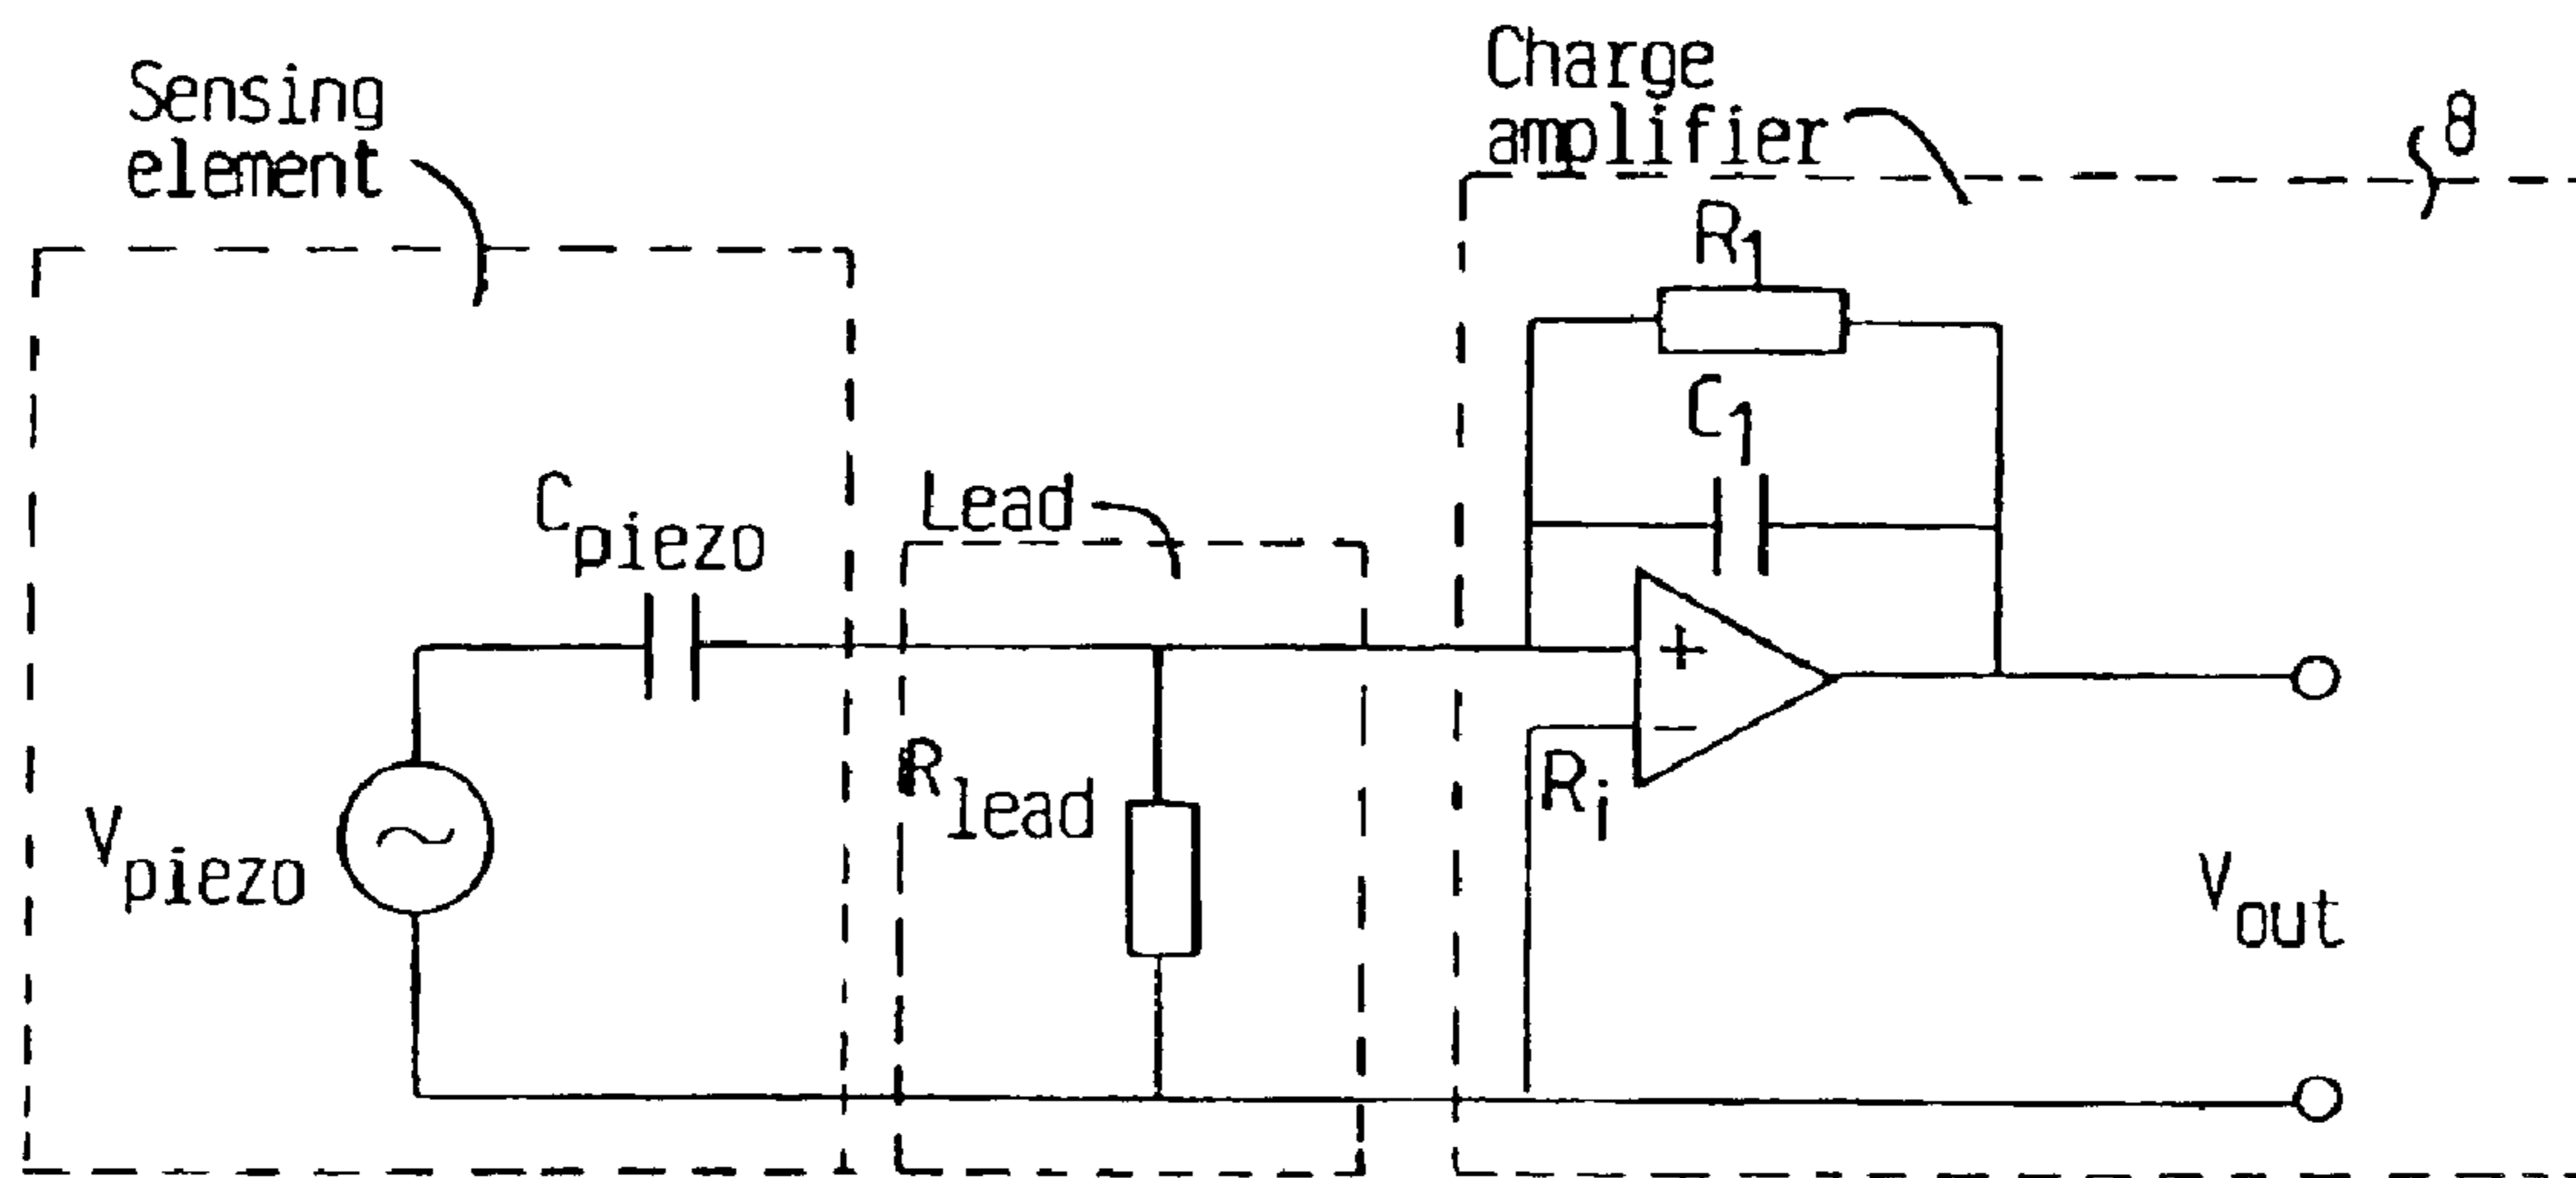 Sensing
element
Charge
amplifier
8
R1
C1
Cpiezo
Lead
+
Rlead
−
Ri
Vpiezo
Vout